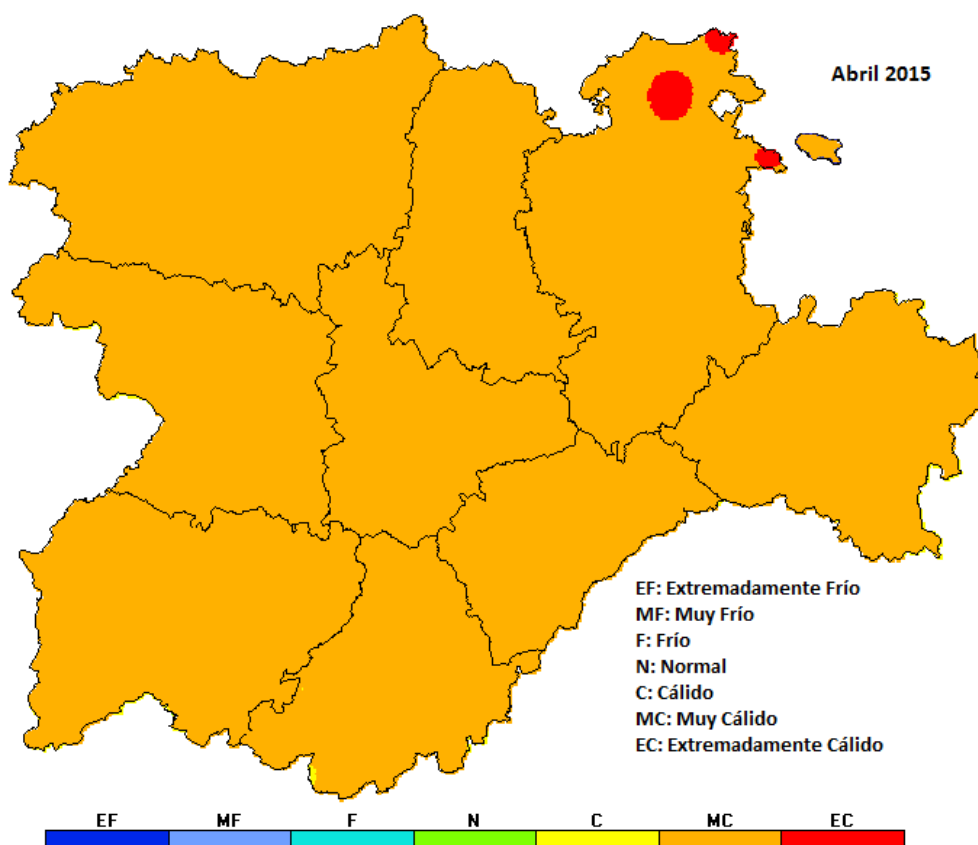 Abril 2015
EF: Extremadamente Frío
MF: Muy Frío
F: Frío
N: Normal
C: Cálido
MC: Muy Cálido
EC: Extremadamente Cálido
EF MF F N C MC EC